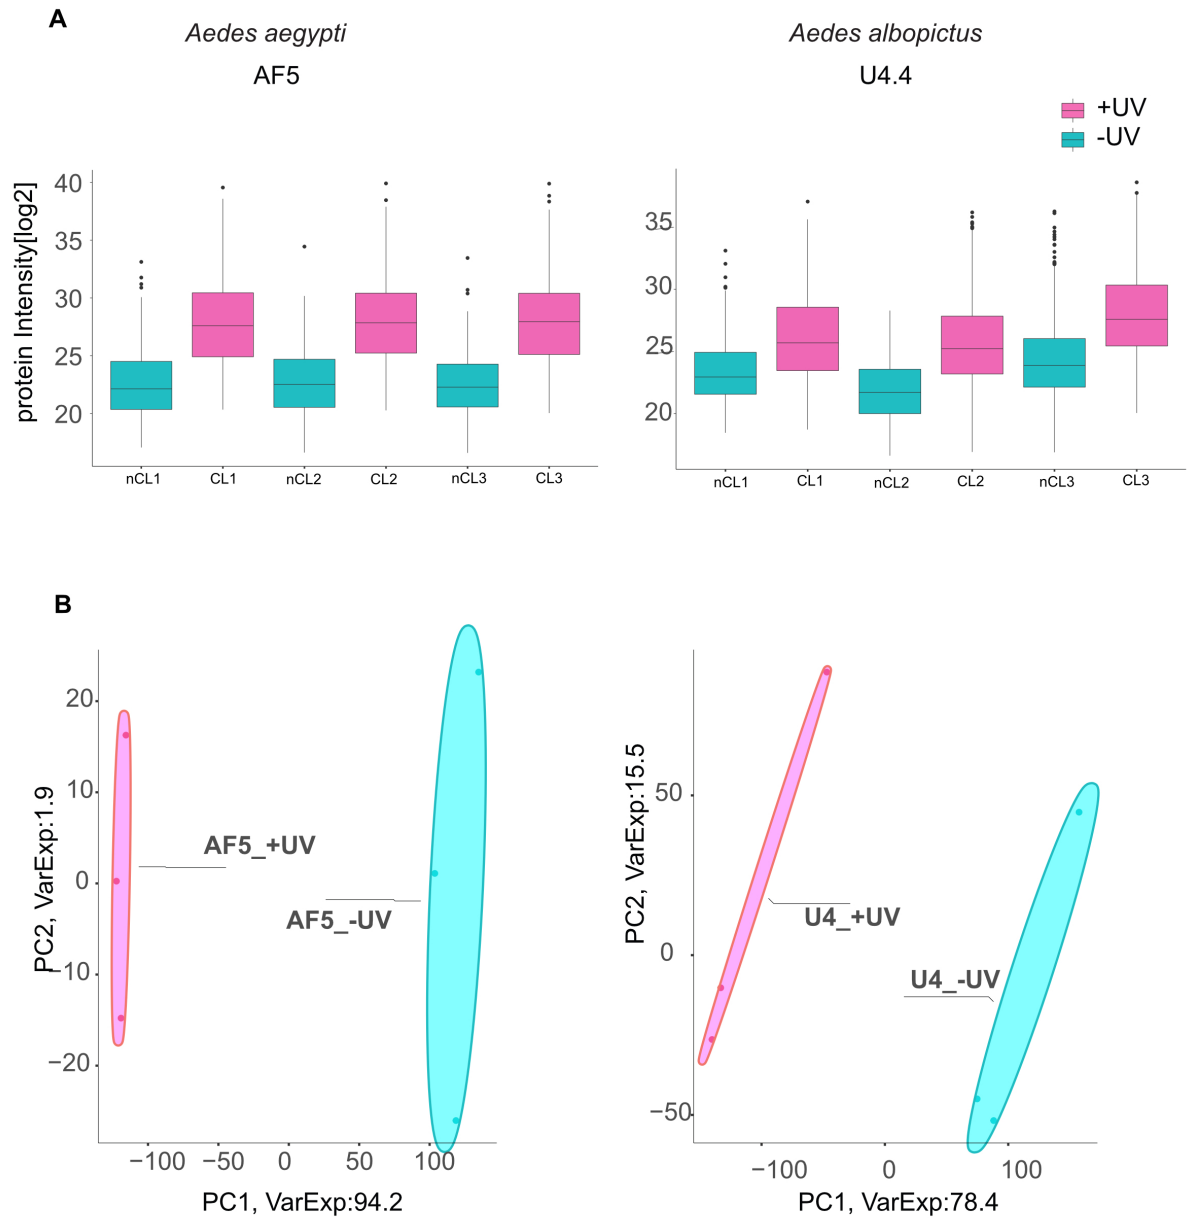 A
Aedes aegypti
Aedes albopictus
AF5
U4.4
+UV
-UV
protein Intensity[log2]
40
35
30
25
20
nCL1
CL1
nCL2
CL2
nCL3
CL3
35
30
25
20
nCL1
CL1
nCL2
CL2
nCL3
CL3
B
PC2, VarExp:1.9
20
10
0
−10
−20
AF5_+UV
AF5_-UV
−100
−50
0
50
100
PC1, VarExp:94.2
PC2, VarExp:15.5
50
0
−50
U4_+UV
U4_-UV
−100
0
100
PC1, VarExp:78.4